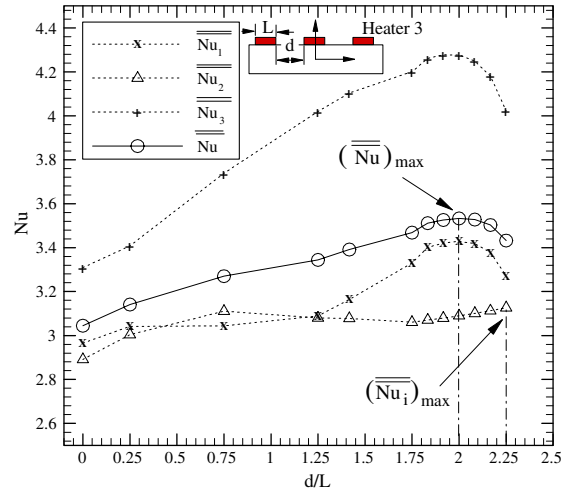 Nu₁
Nu₂
Nu₃
Nu
L
d
Heater 3
(Nu)max
(Nuᵢ)max
Nu
4.4
4.2
4
3.8
3.6
3.4
3.2
3
2.8
2.6
0 0.25 0.5 0.75 1 1.25 1.5 1.75 2 2.25 2.5
d/L